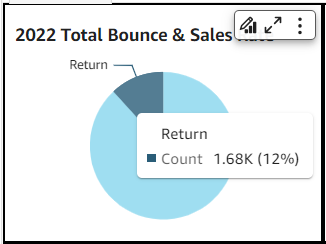 2022 Total Bounce & Sales
Return
Return
Count 1.68K (12%)